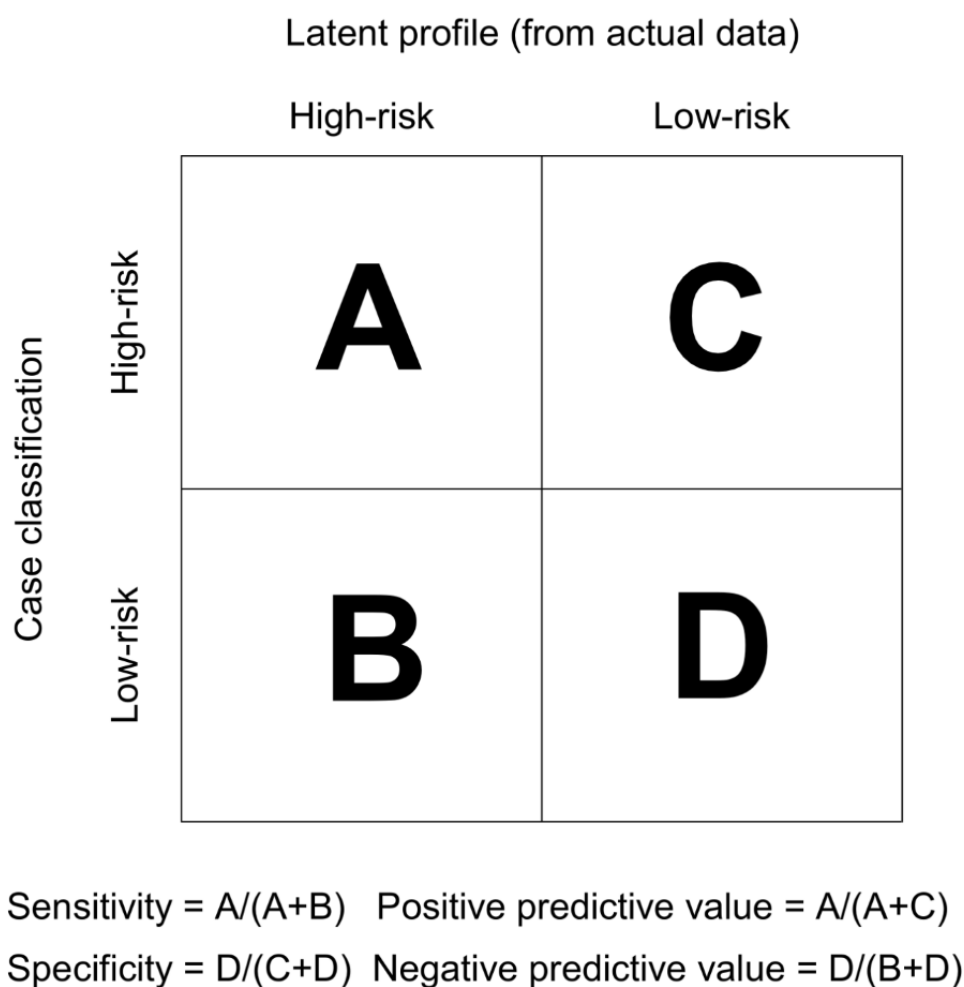 Latent profile (from actual data)
High-risk Low-risk
Case classification
High-risk
A C
Low-risk
B D
Sensitivity = A/(A+B) Positive predictive value = A/(A+C)
Specificity = D/(C+D) Negative predictive value = D/(B+D)